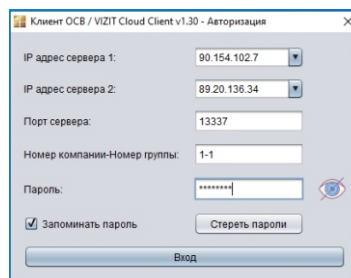 Клиент ОСВ / VIZIT Cloud Client v1.30 - Авторизация
IP адрес сервера 1: 90.154.102.7
IP адрес сервера 2: 89.20.136.34
Порт сервера: 13337
Номер компании-Номер группы: 1-1
Пароль: ********
Запоминать пароль Стереть пароли
Вход